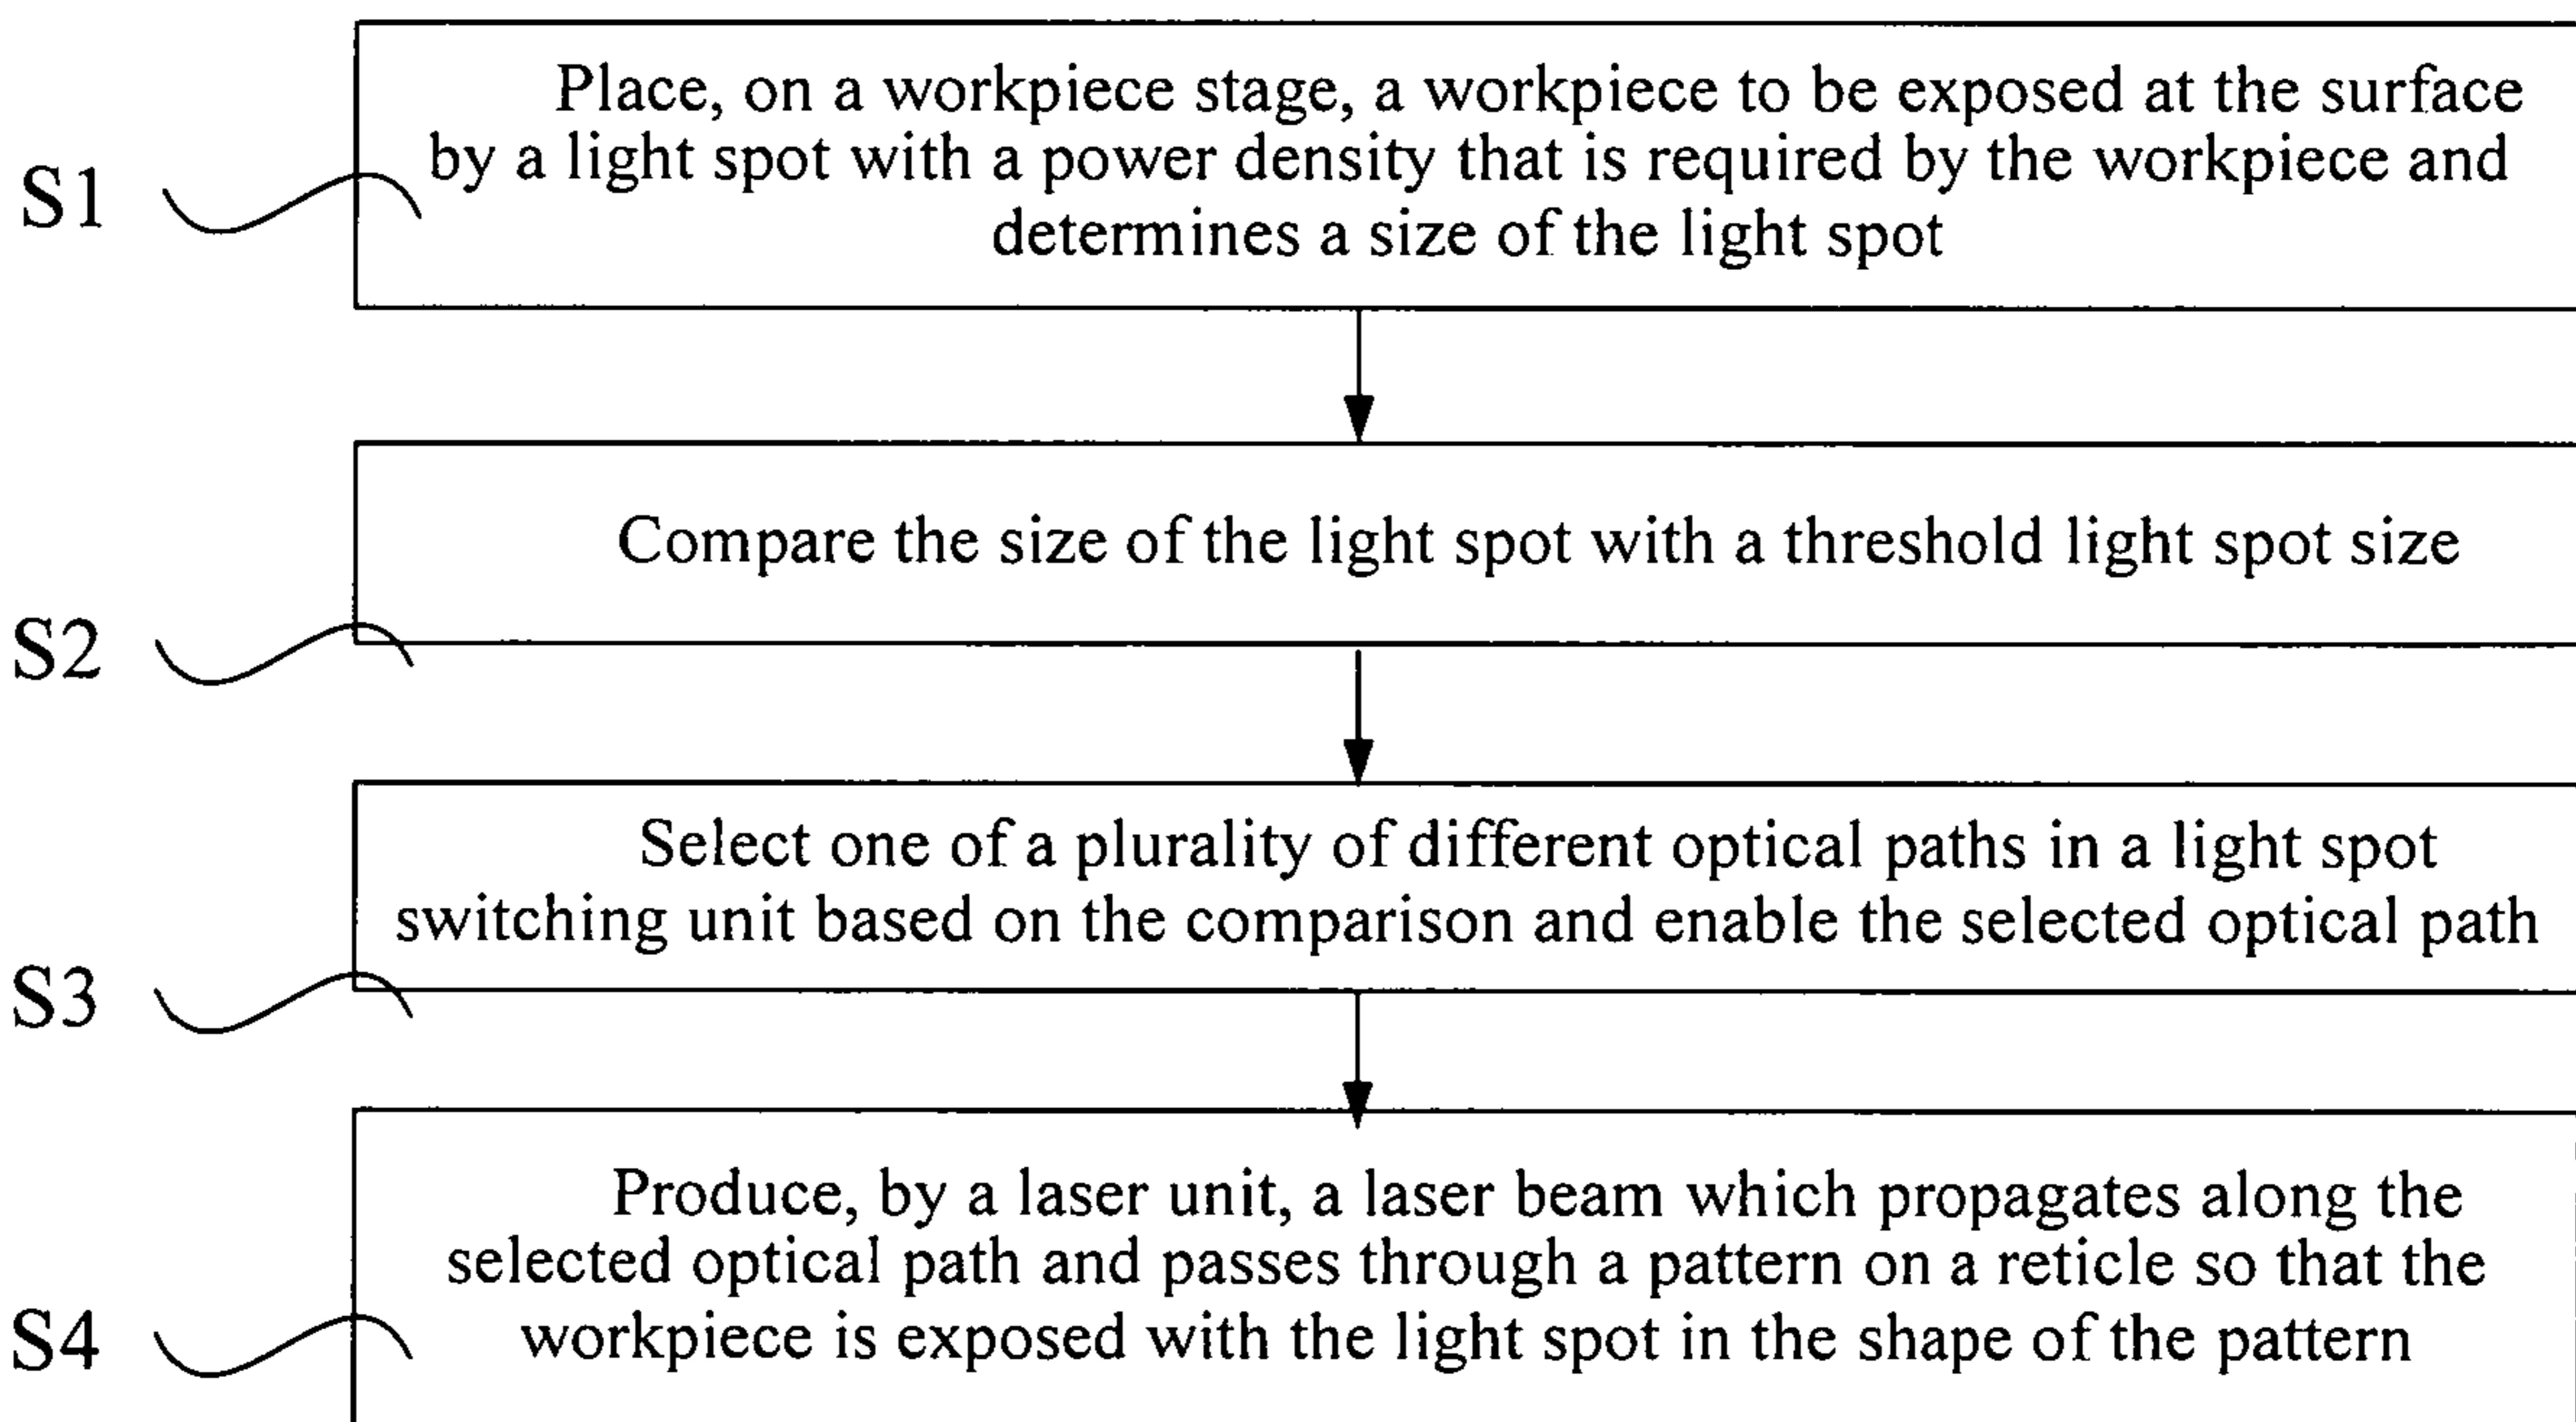 Place, on a workpiece stage, a workpiece to be exposed at the surface
by a light spot with a power density that is required by the workpiece and
determines a size of the light spot
S1
Compare the size of the light spot with a threshold light spot size
S2
Select one of a plurality of different optical paths in a light spot
switching unit based on the comparison and enable the selected optical path
S3
Produce, by a laser unit, a laser beam which propagates along the
selected optical path and passes through a pattern on a reticle so that the
workpiece is exposed with the light spot in the shape of the pattern
S4